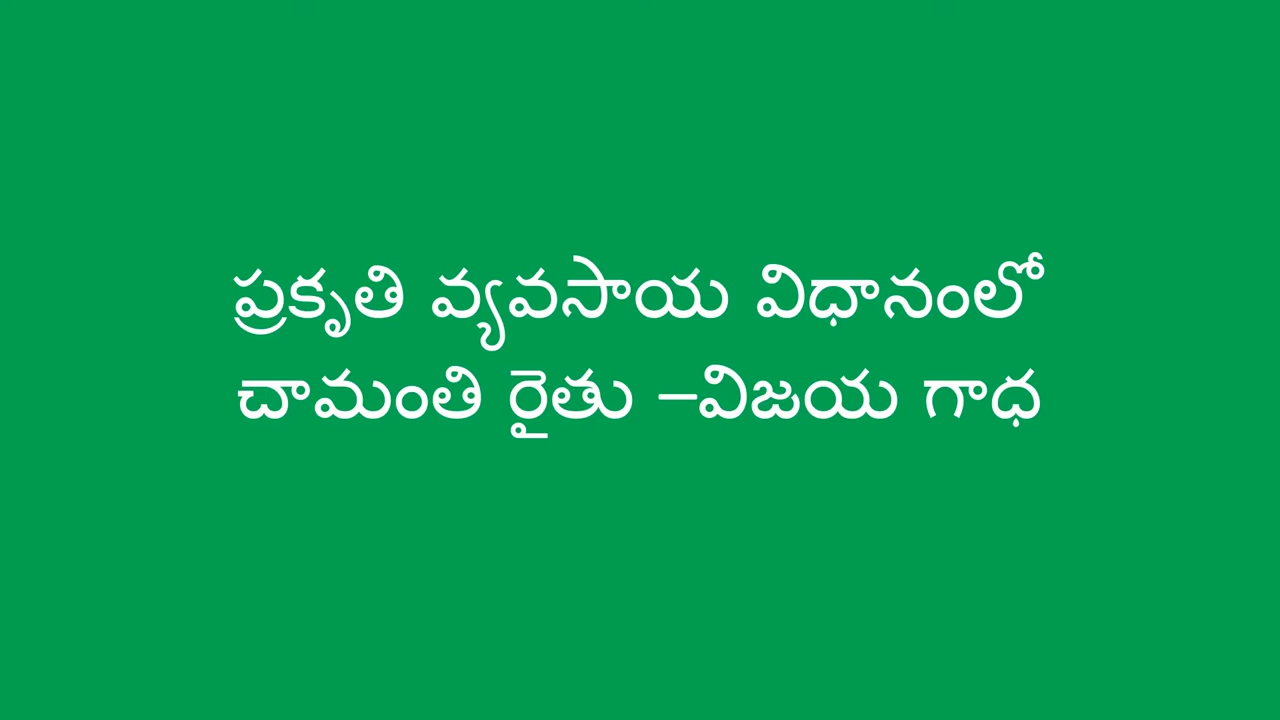 ప్రకృతి వ్యవసాయ విధానంలో
చామంతి రైతు –విజయ గాధ